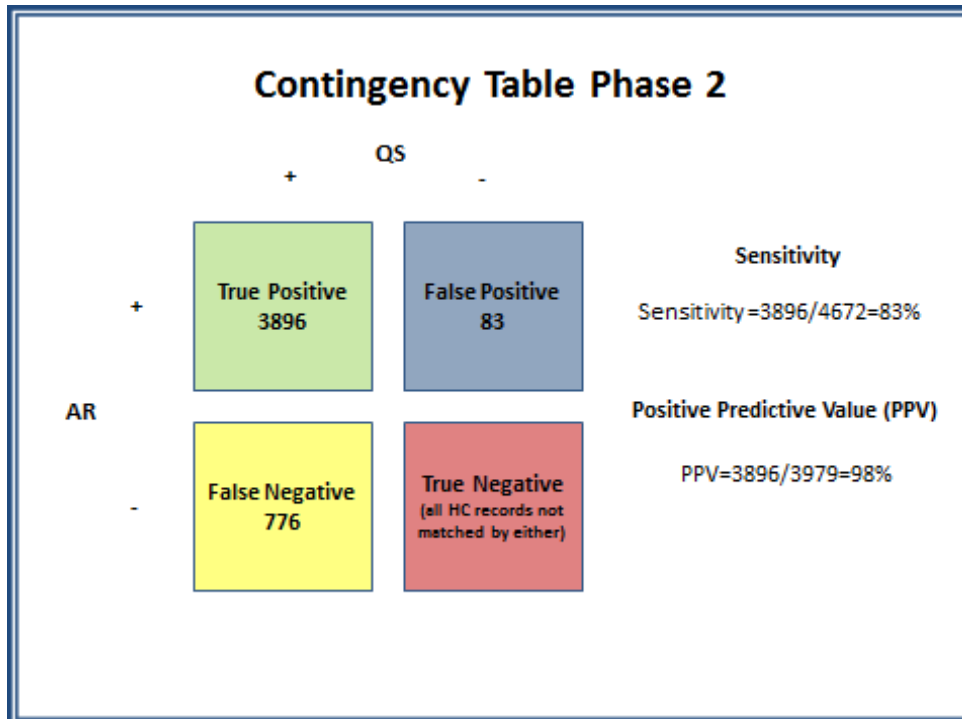 Contingency Table Phase 2
QS
+ -
+
True Positive
3896
False Positive
83
Sensitivity
Sensitivity=3896/4672=83%
AR
-
False Negative
776
True Negative
(all HC records not
matched by either)
Positive Predictive Value (PPV)
PPV=3896/3979=98%